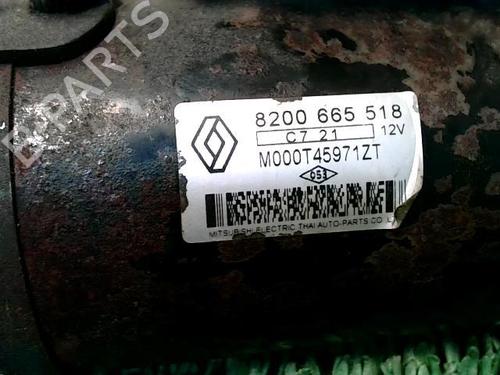 B-PARTS
8200 665 518
C7 21 12V
M000T45971ZT
053
MITSUBISHI ELECTRIC THAI AUTO-PARTS CO